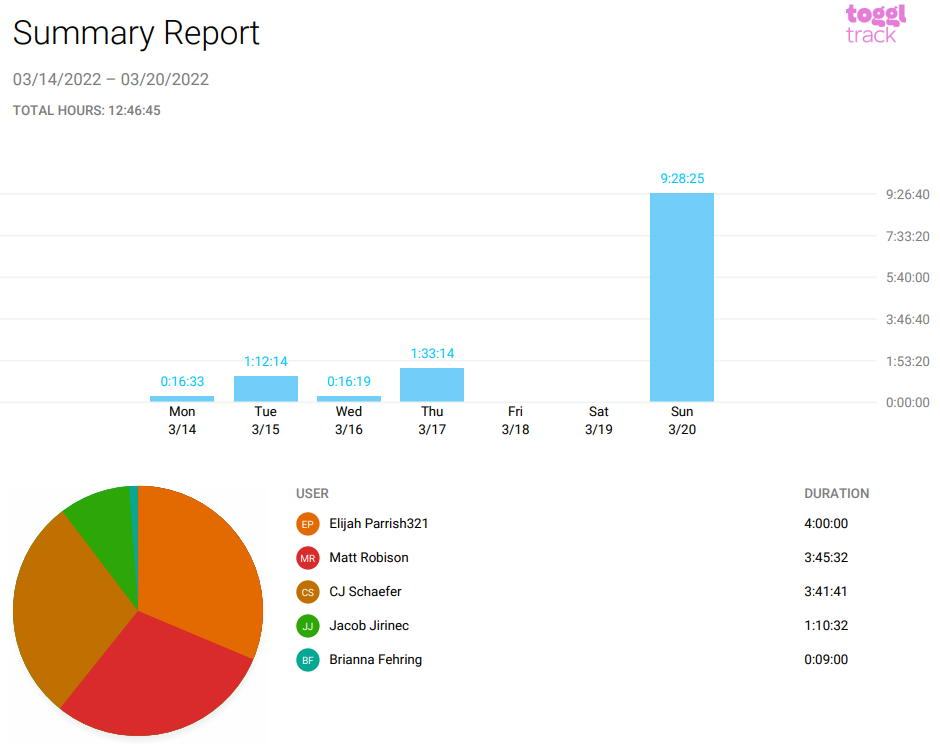 Summary Report
toggl
track
03/14/2022 – 03/20/2022
TOTAL HOURS: 12:46:45
9:28:25
9:26:40
7:33:20
5:40:00
3:46:40
1:53:20
0:00:00
0:16:33
1:12:14
0:16:19
1:33:14
Mon Tue Wed Thu Fri Sat Sun
3/14 3/15 3/16 3/17 3/18 3/19 3/20
USER DURATION
EP Elijah Parrish321 4:00:00
MR Matt Robison 3:45:32
CS CJ Schaefer 3:41:41
JJ Jacob Jirinec 1:10:32
BF Brianna Fehring 0:09:00